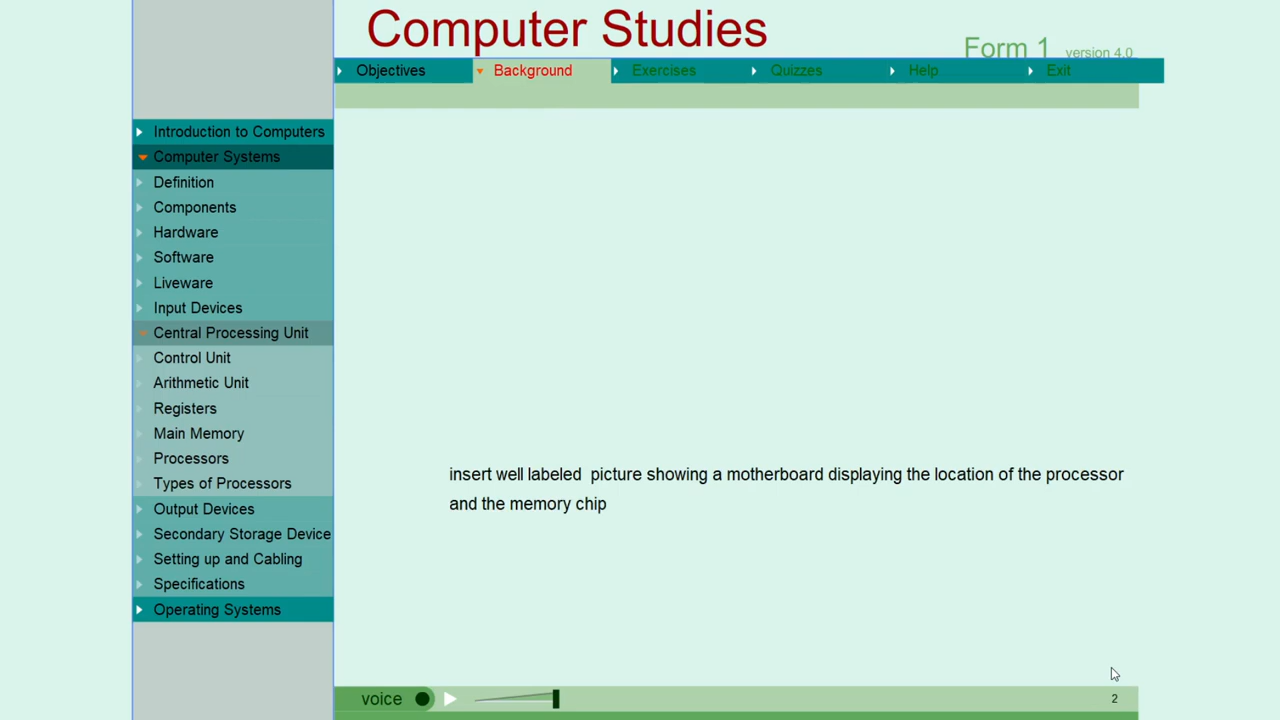 Computer Studies
Form 1 version 4.0
Objectives
Background
Exercises
Quizzes
Help
Exit
Introduction to Computers
Computer Systems
Definition
Components
Hardware
Software
Liveware
Input Devices
Central Processing Unit
Control Unit
Arithmetic Unit
Registers
Main Memory
Processors
Types of Processors
Output Devices
Secondary Storage Device
Setting up and Cabling
Specifications
Operating Systems
insert well labeled picture showing a motherboard displaying the location of the processor
and the memory chip
voice
2